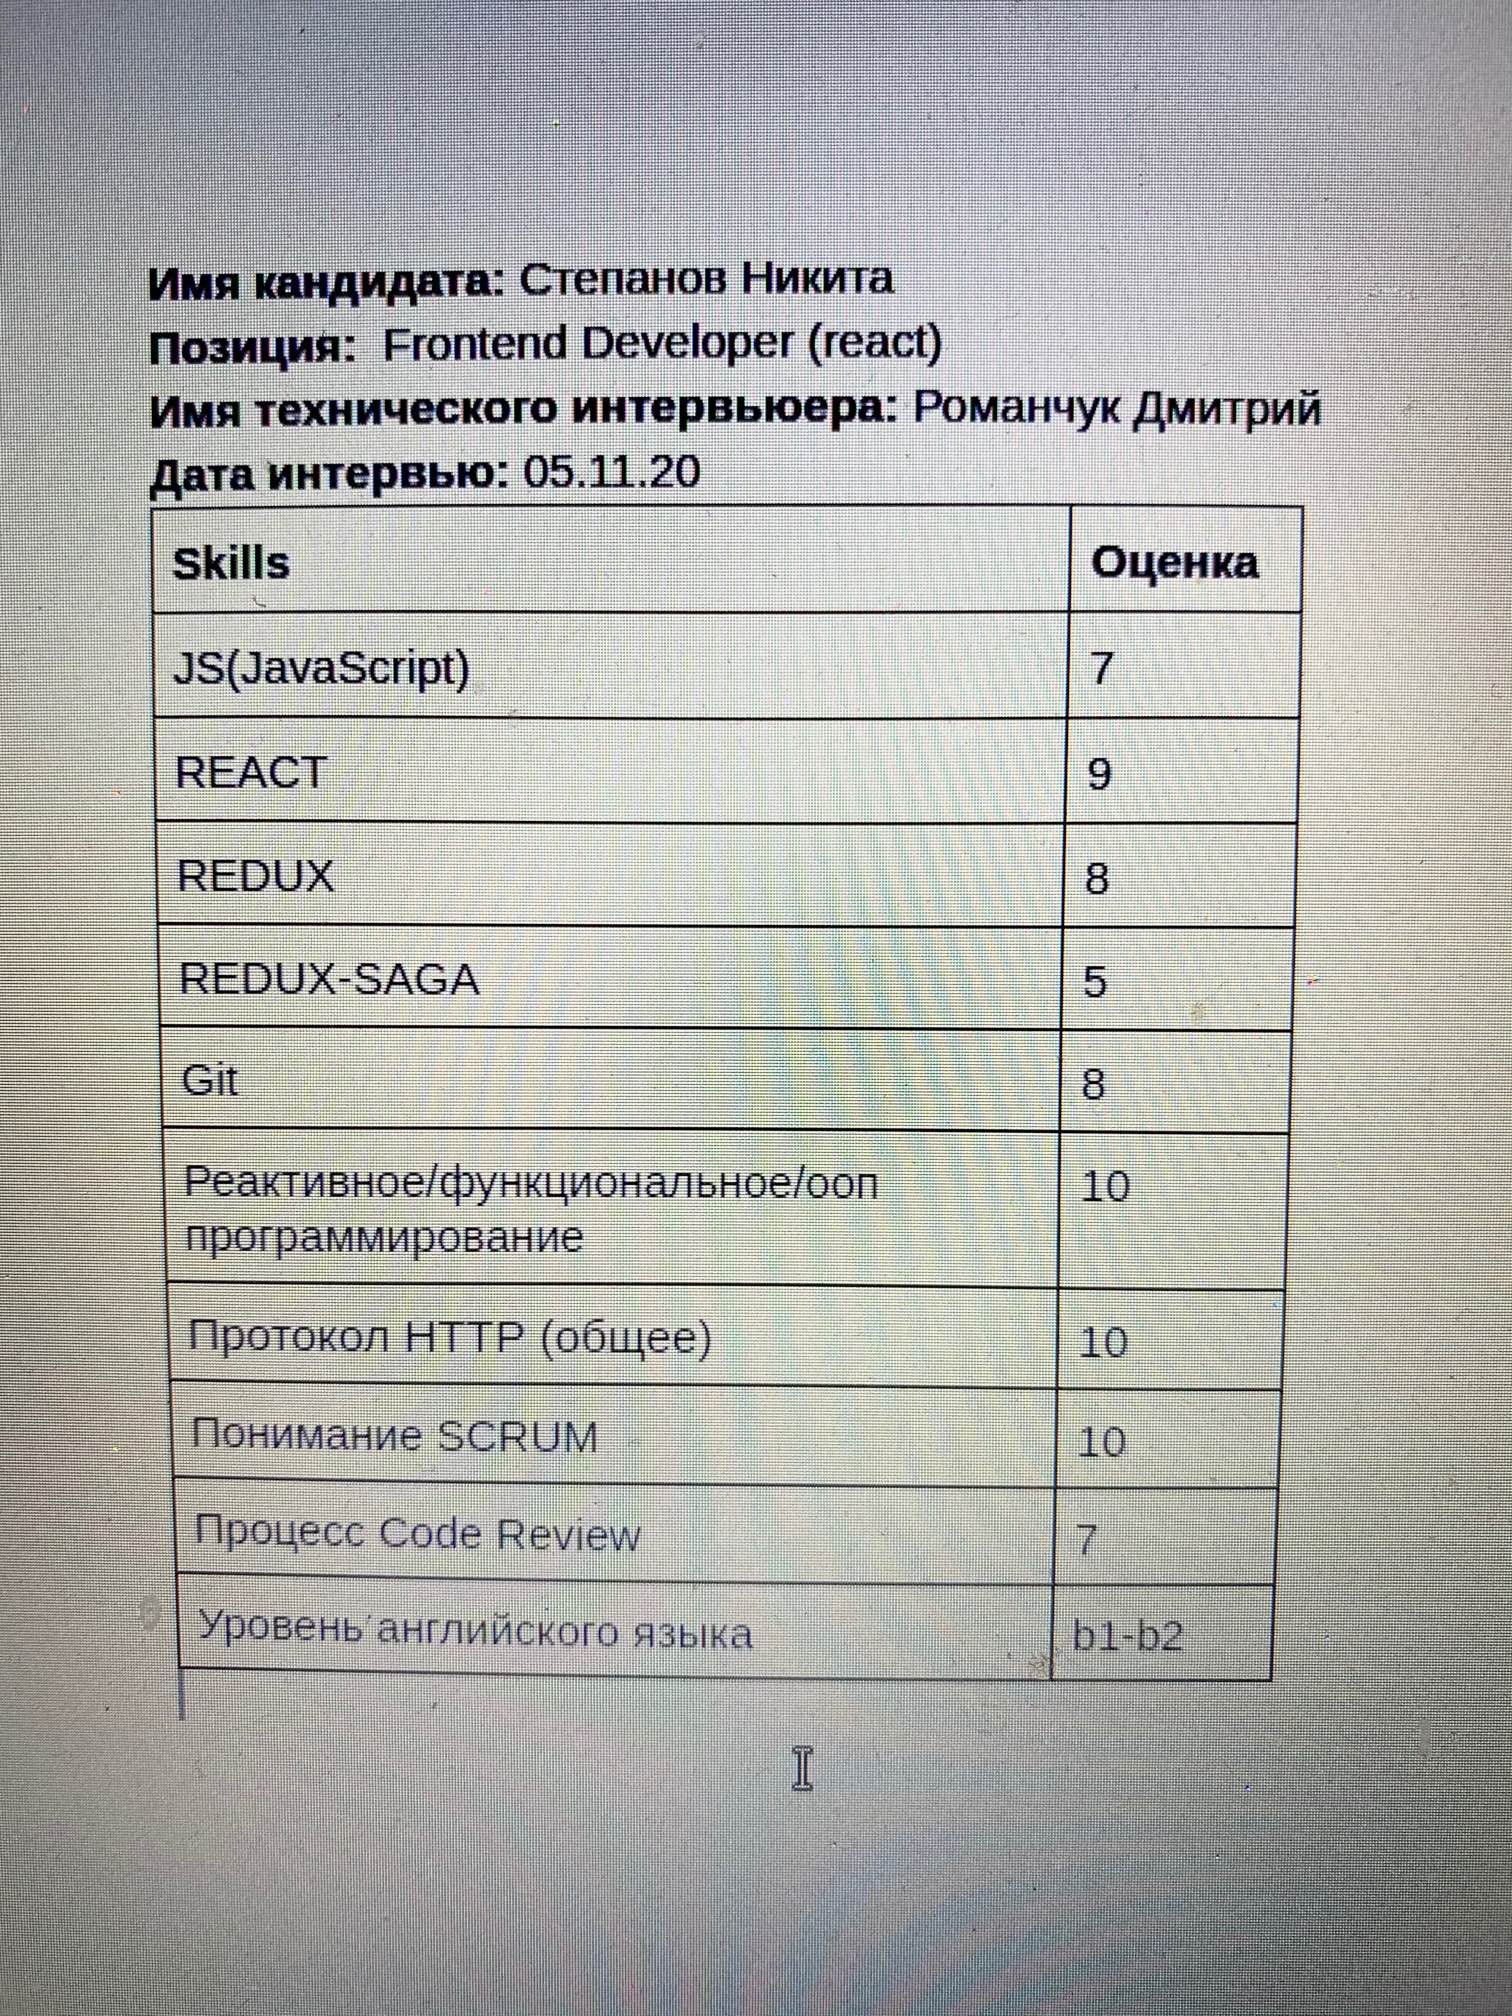 Имя кандидата: Степанов Никита
Позиция: Frontend Developer (react)
Имя технического интервьюера: Романчук Дмитрий
Дата интервью: 05.11.20
Skills Оценка
JS(JavaScript) 7
REACT 9
REDUX 8
REDUX-SAGA 5
Git 8
Реактивное/функциональное/ооп 10
программирование
Протокол HTTP (общее) 10
Понимание SCRUM 10
Процесс Code Review 7
Уровень английского языка b1-b2